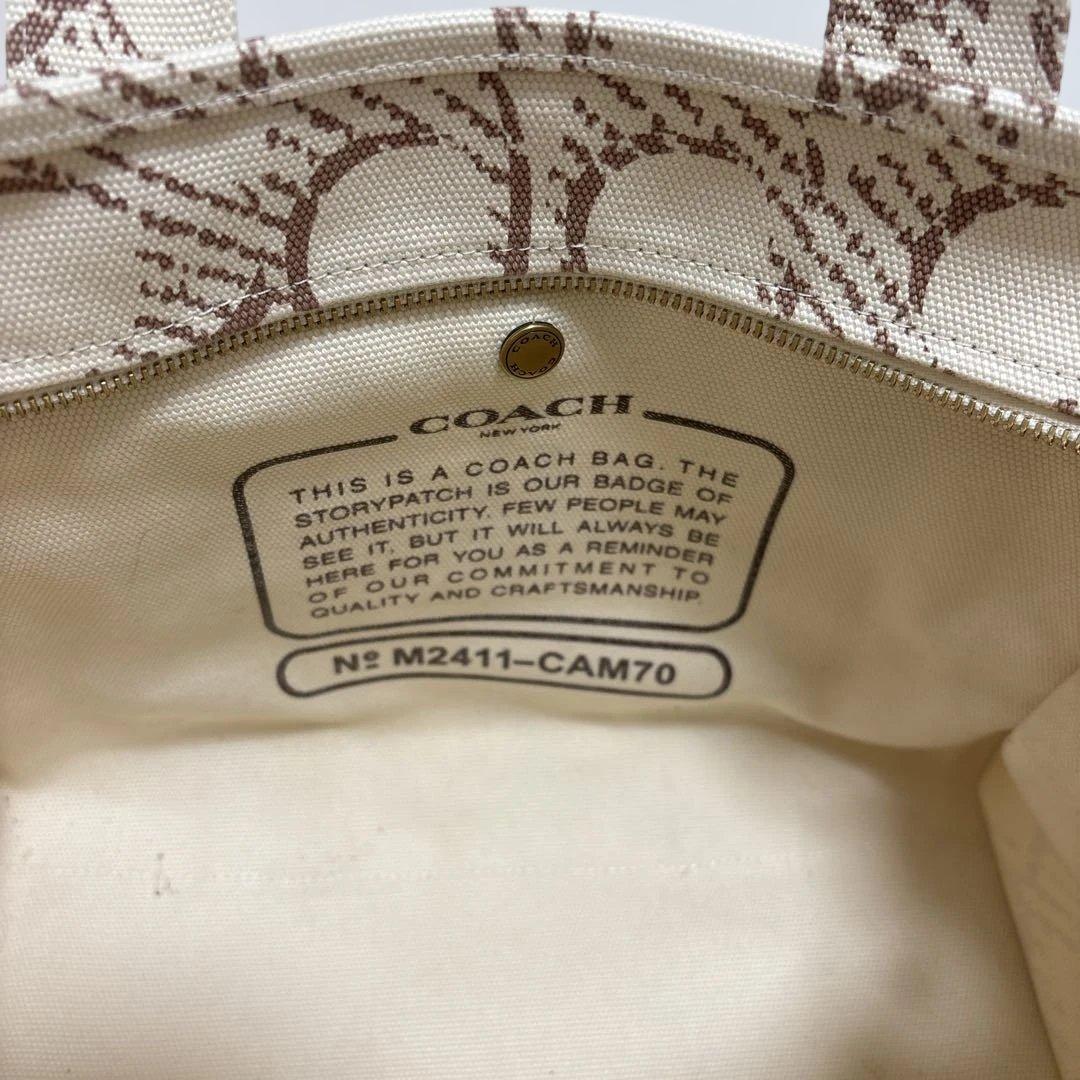 COACH
COACH
COACH
NEW YORK
THIS IS A COACH BAG. THE
STORYPATCH IS OUR BADGE OF
AUTHENTICITY. FEW PEOPLE MAY
SEE IT, BUT IT WILL ALWAYS BE
HERE FOR YOU AS A REMINDER
OF OUR COMMITMENT TO
QUALITY AND CRAFTSMANSHIP.
Nº M2411-CAM70